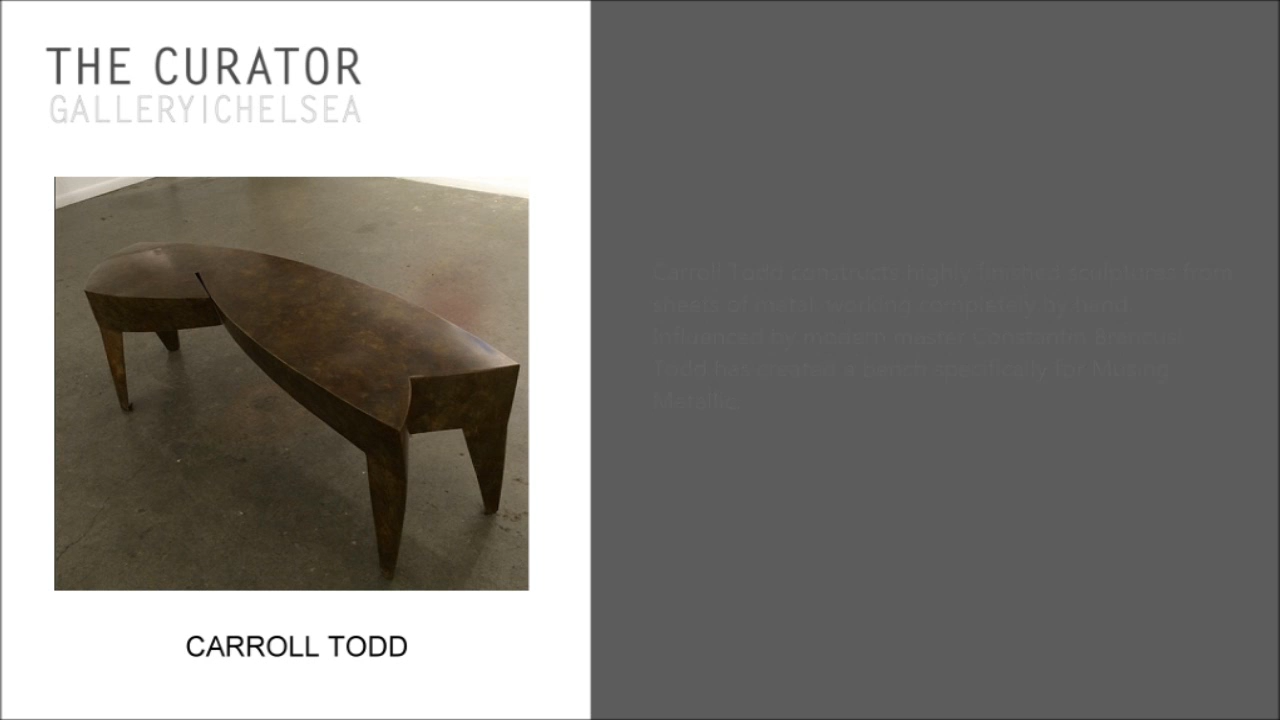 THE CURATOR
GALLERY|CHELSEA
CARROLL TODD
Carroll Todd constructs highly finished sculptures from
sheets of metal, working completely by hand.
Influenced by modern master Constantin Brancusi
Todd has created a bench specifically for Musing
Metallic